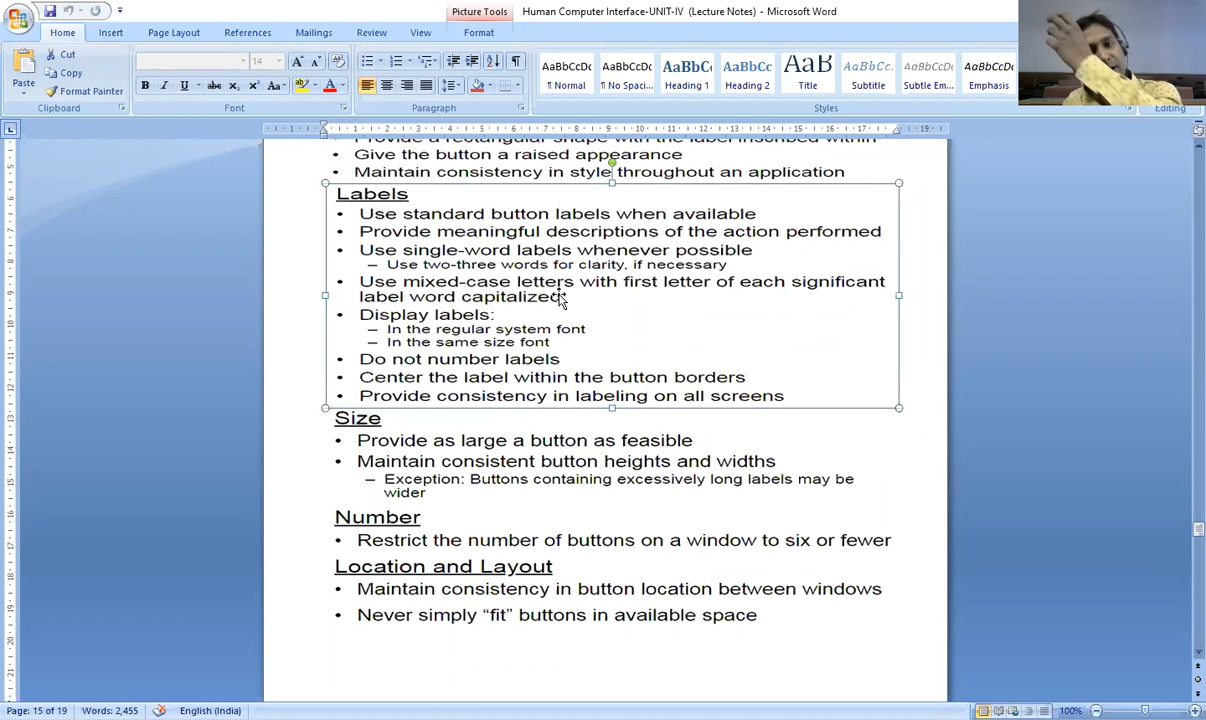 Picture Tools
Human Computer Interface-UNIT-IV (Lecture Notes) - Microsoft Word
Home
Insert
Page Layout
References
Mailings
Review
View
Format
Paste
Cut
Copy
Format Painter
Clipboard
14
Font
Paragraph
AaBbCcDc
AaBbCcDc
AaBbCc
AaBbCc
AaB
AaBbCc
AaBbCcDc
AaBbCcDc
¶ Normal
¶ No Spaci...
Heading 1
Heading 2
Title
Subtitle
Subtle Em...
Emphasis
Styles
Editing
Provide a rectangular shape with the label inscribed within
• Give the button a raised appearance
• Maintain consistency in style throughout an application
Labels
• Use standard button labels when available
• Provide meaningful descriptions of the action performed
• Use single-word labels whenever possible
– Use two-three words for clarity, if necessary
• Use mixed-case letters with first letter of each significant
label word capitalized
• Display labels:
– In the regular system font
– In the same size font
• Do not number labels
• Center the label within the button borders
• Provide consistency in labeling on all screens
Size
• Provide as large a button as feasible
• Maintain consistent button heights and widths
– Exception: Buttons containing excessively long labels may be
wider
Number
• Restrict the number of buttons on a window to six or fewer
Location and Layout
• Maintain consistency in button location between windows
• Never simply “fit” buttons in available space
Page: 15 of 19
Words: 2,455
English (India)
100%